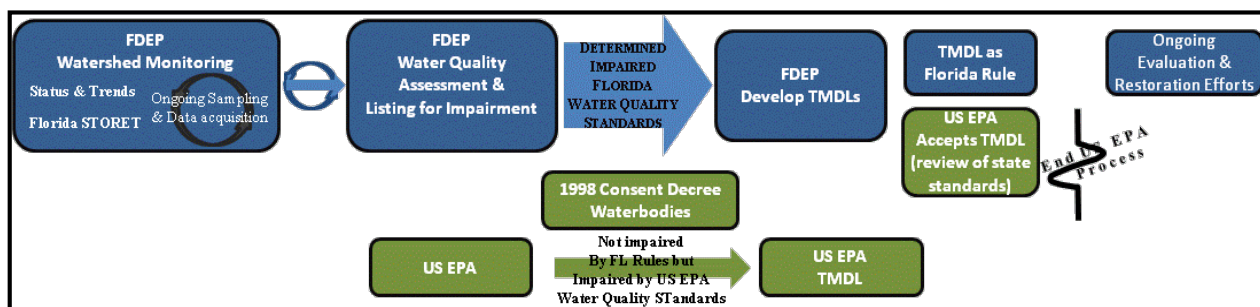 FDEP
Watershed Monitoring
Status & Trends
Florida STORET
Ongoing Sampling
& Data acquisition
FDEP
Water Quality
Assessment &
Listing for Impairment
DETERMINED
IMPAIRED
FLORIDA
WATER QUALITY
STANDARDS
FDEP
Develop TMDLs
TMDL as
Florida Rule
US EPA
Accepts TMDL
(review of state
standards)
End US EPA
Process
Ongoing
Evaluation &
Restoration Efforts
1998 Consent Decree
Waterbodies
US EPA
Not impaired
By FL Rules but
Impaired by US EPA
Water Quality STandards
US EPA
TMDL